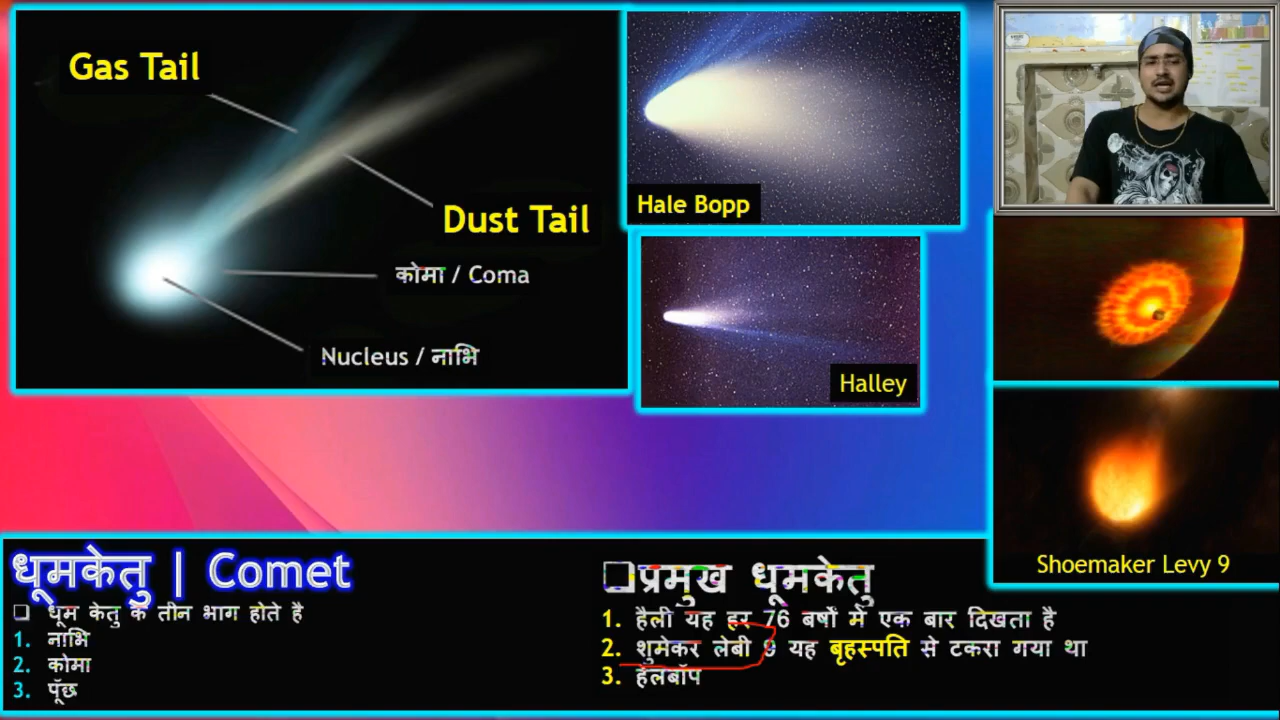 Gas Tail
Dust Tail
कोमा / Coma
Nucleus / नाभि
Hale Bopp
Halley
Shoemaker Levy 9
धूमकेतु | Comet
धूम केतु के तीन भाग होते है
1. नाभि
2. कोमा
3. पूँछ
प्रमुख धूमकेतु
1. हैली यह हर 76 बर्षों में एक बार दिखता है
2. शुमेकर लेबी 9 यह बृहस्पति से टकरा गया था
3. हेलबॉप